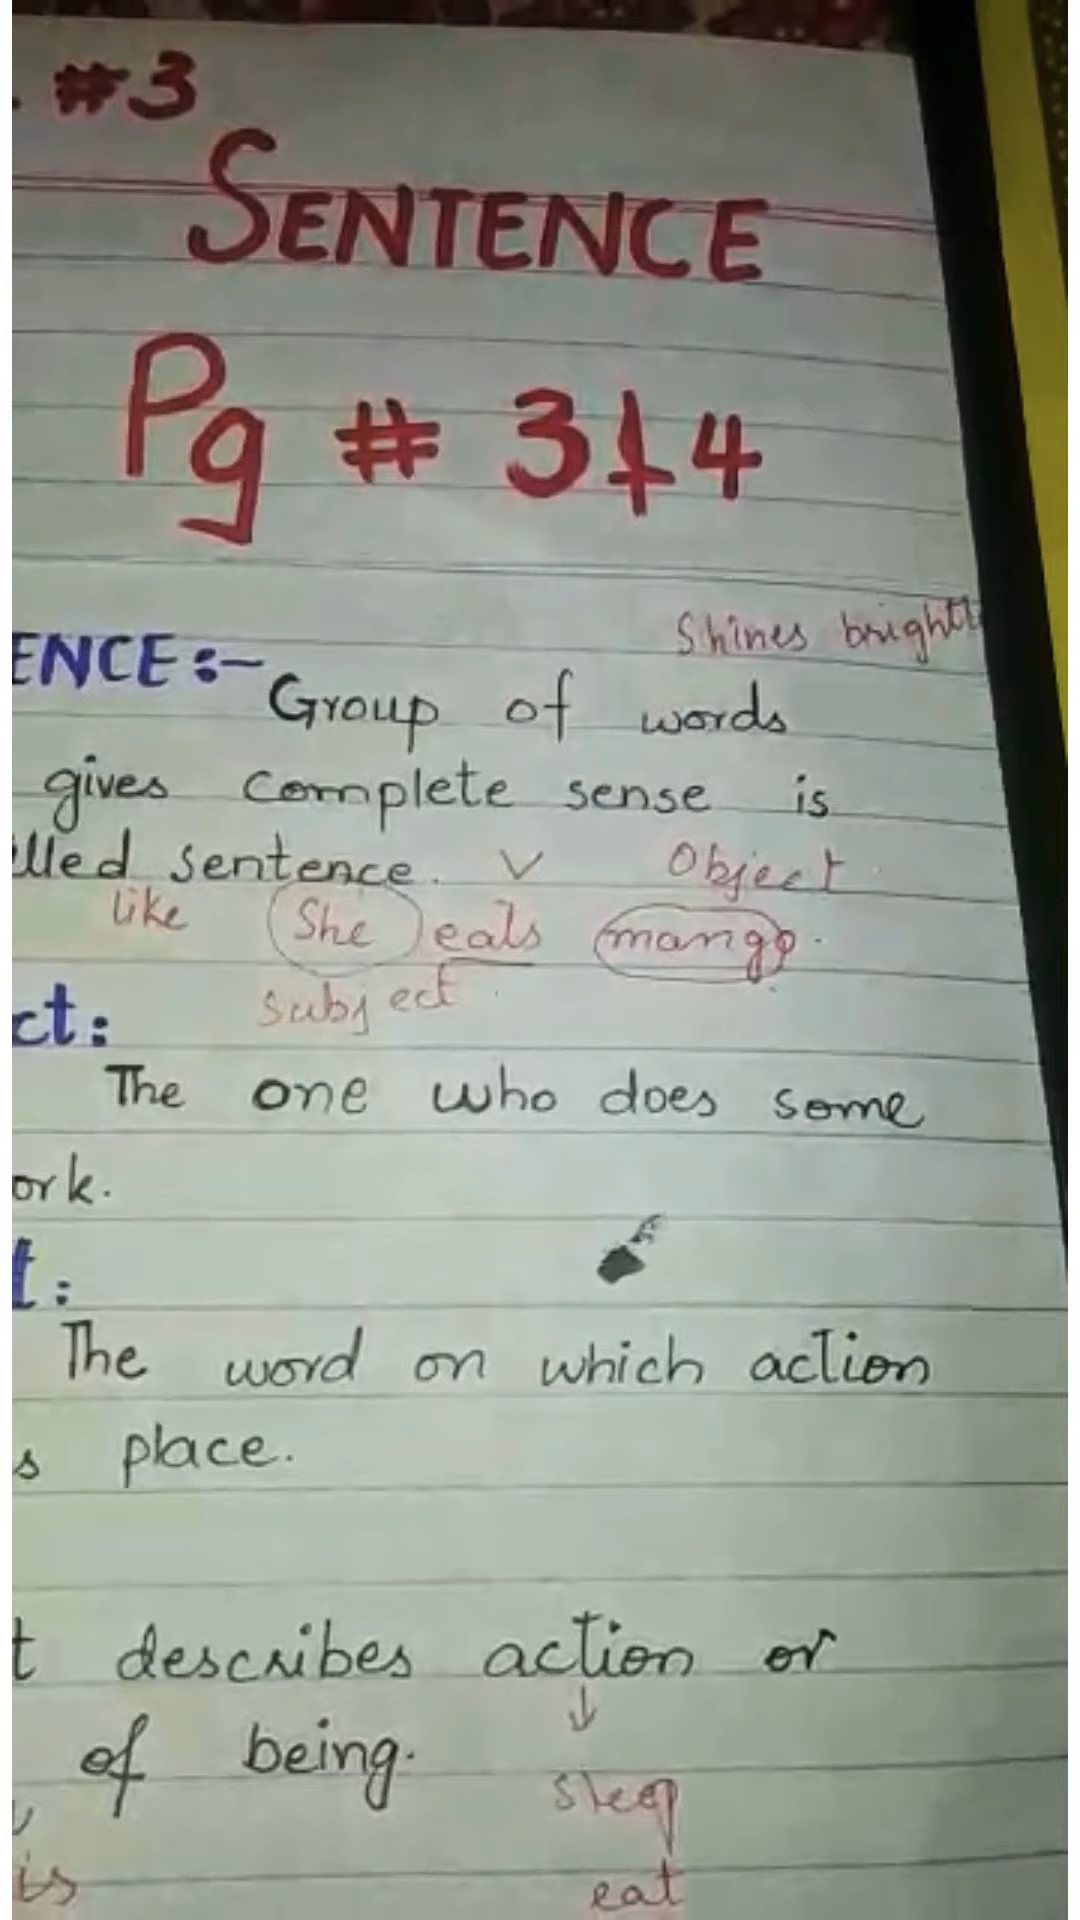 . #3
SENTENCE
Pg # 3,4
Shines brightl
ENCE:-
Group of words
gives complete sense is
lled sentence. V Object
like She eats mango.
subject
ct:
The one who does some
ork.
t:
The word on which action
s place.
t describes action or
of being.
sleep
is
eat